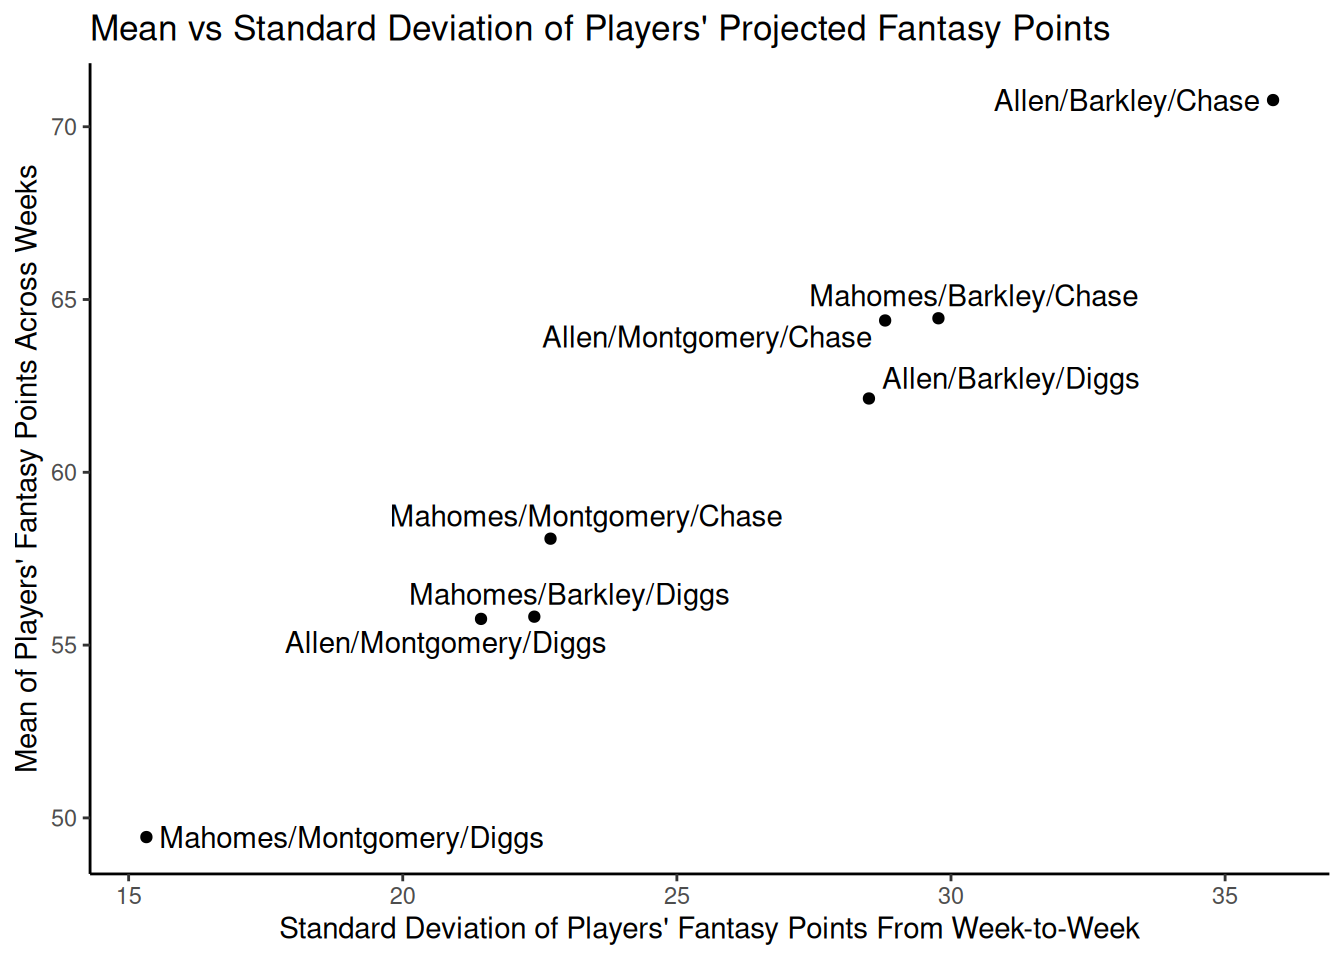 Mean vs Standard Deviation of Players' Projected Fantasy Points
Mean of Players' Fantasy Points Across Weeks
70
65
60
55
50
Allen/Barkley/Chase
Mahomes/Barkley/Chase
Allen/Montgomery/Chase
Allen/Barkley/Diggs
Mahomes/Montgomery/Chase
Mahomes/Barkley/Diggs
Allen/Montgomery/Diggs
Mahomes/Montgomery/Diggs
15
20
25
30
35
Standard Deviation of Players' Fantasy Points From Week-to-Week